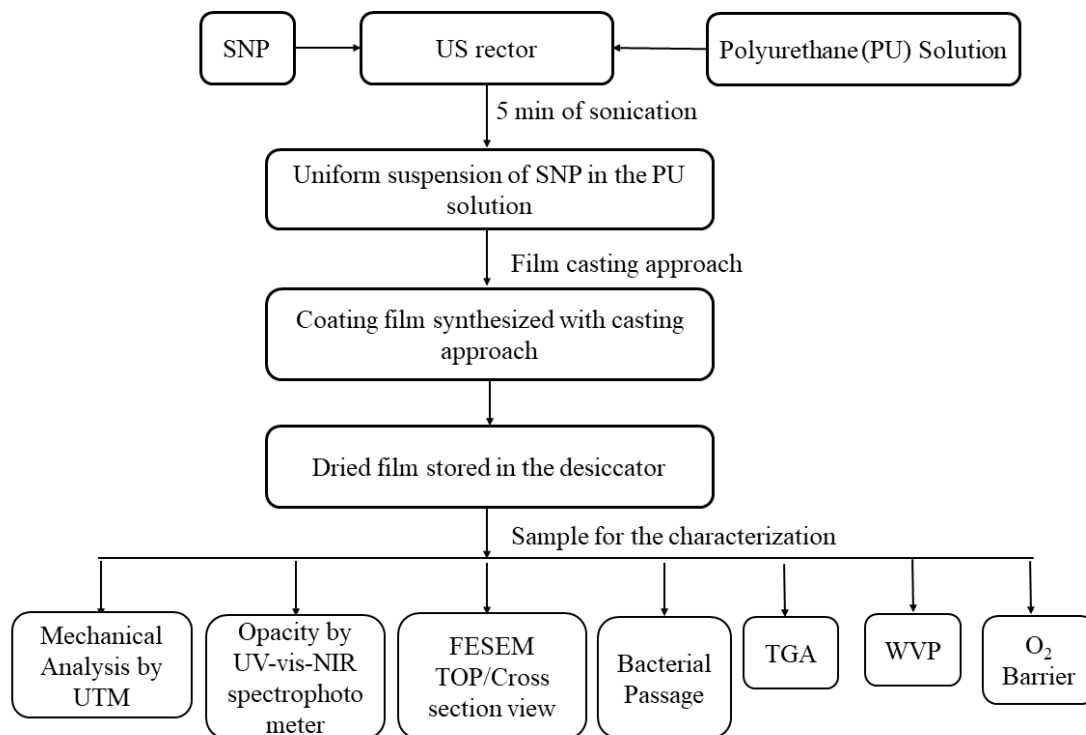 SNP
US rector
Polyurethane (PU) Solution
5 min of sonication
Uniform suspension of SNP in the PU
solution
Film casting approach
Coating film synthesized with casting
approach
Dried film stored in the desiccator
Sample for the characterization
Mechanical
Analysis by
UTM
Opacity by
UV-vis-NIR
spectrophoto
meter
FESEM
TOP/Cross
section view
Bacterial
Passage
TGA
WVP
O₂
Barrier